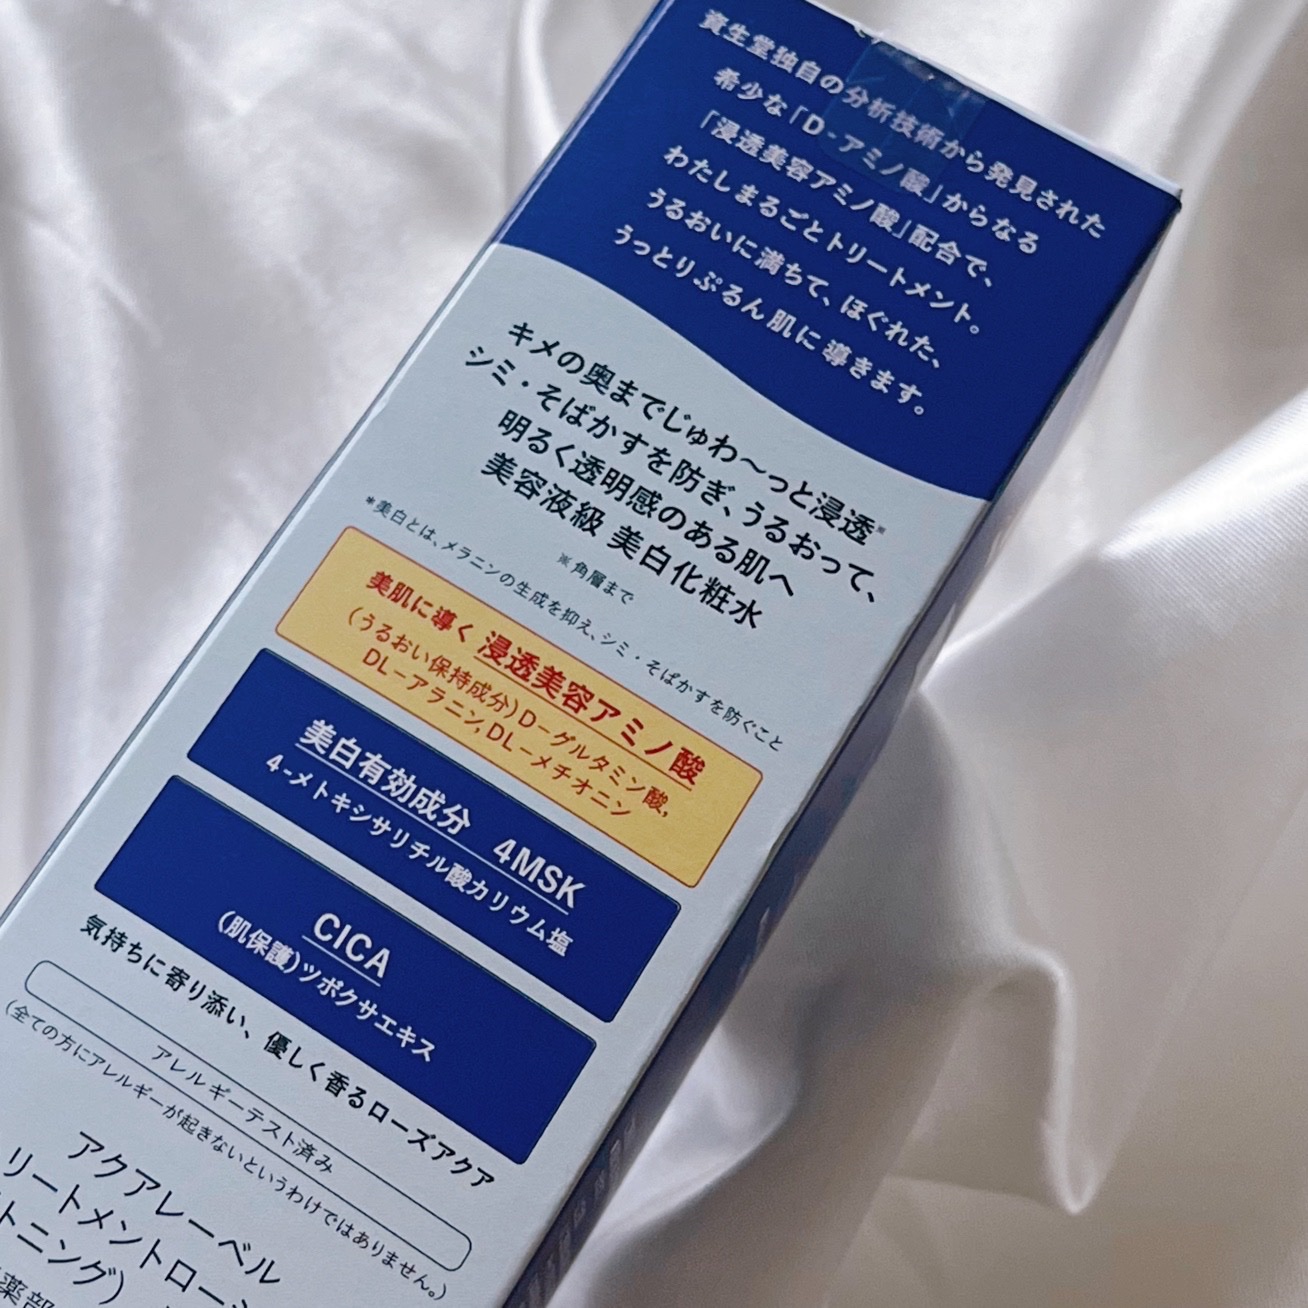 資生堂独自の分析技術から発見された
希少な「D-アミノ酸」からなる
「浸透美容アミノ酸」配合で、
わたしまるごとトリートメント。
うるおいに満ちて、ほぐれた、
うっとりぷるん肌に導きます。
キメの奥までじゅわ〜っと浸透※
シミ・そばかすを防ぎ、うるおって、
明るく透明感のある肌へ
美容液級 美白化粧水
※角層まで
*美白とは、メラニンの生成を抑え、シミ・そばかすを防ぐこと
美肌に導く 浸透美容アミノ酸
(うるおい保持成分)D-グルタミン酸,
DL-アラニン,DL-メチオニン
美白有効成分 4MSK
4-メトキシサリチル酸カリウム塩
CICA
(肌保護)ツボクサエキス
気持ちに寄り添い、優しく香るローズアクア
アレルギーテスト済み
(全ての方にアレルギーが起きないというわけではありません。)
アクアレーベル
リートメントロー
トニング)
薬部